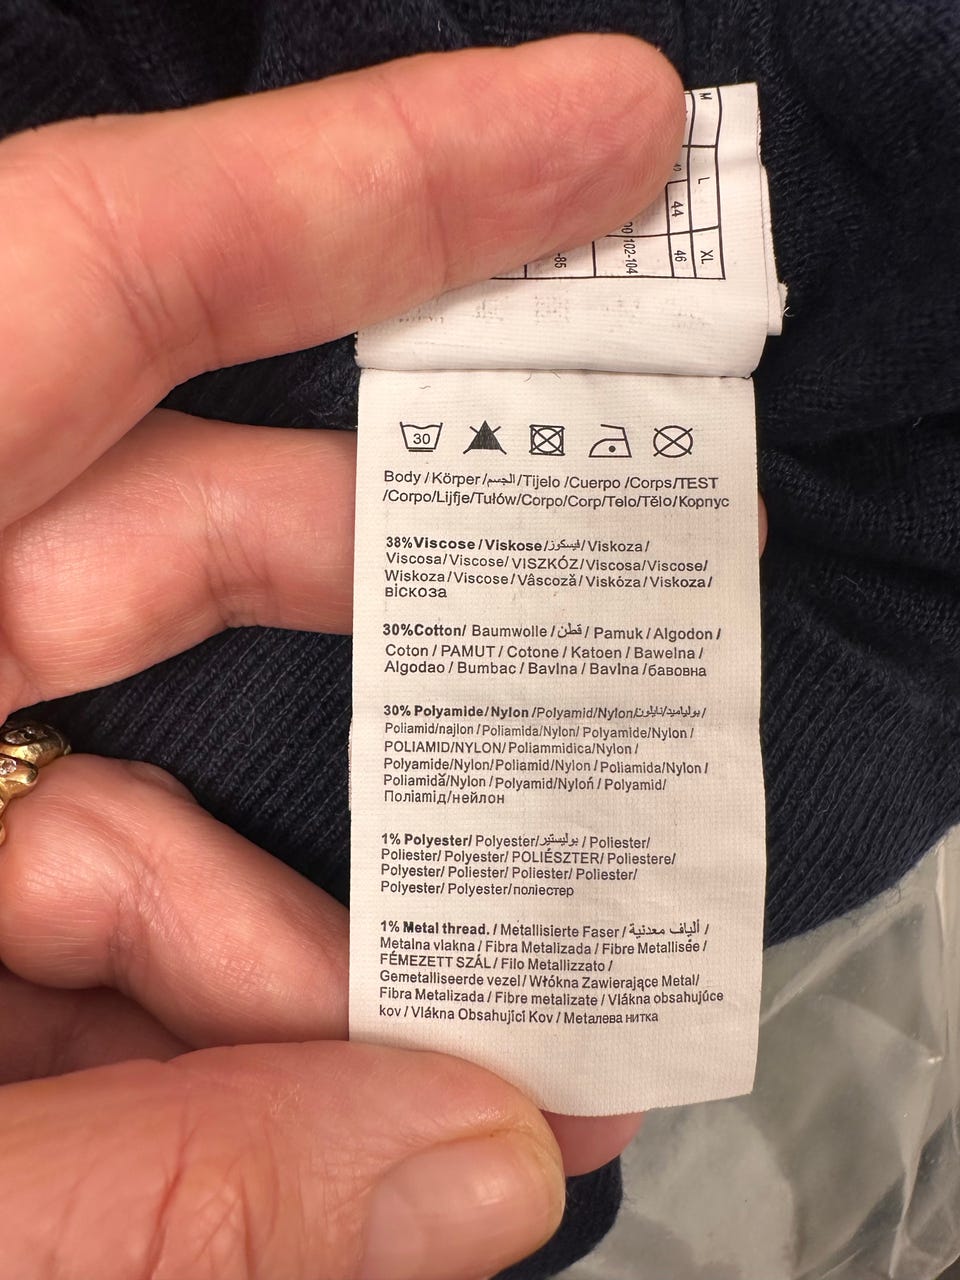 M
L
44
XL
46
102-104
30
Body / Körper /الجسم/Tijelo /Cuerpo /Corps/TEST
/Corpo/Lijfje/Tułów/Corpo/Corp/Telo/Tělo/Корпус
38%Viscose / Viskose/فيسكوز/ Viskoza/
Viscosa/Viscose/ VISZKÓZ/Viscosa/Viscose/
Wiskoza/Viscose/Vâscoză/Viskóza/Viskoza/
вİскоза
30%Cotton/ Baumwolle /قطن/ Pamuk / Algodon /
Coton / PAMUT / Cotone / Katoen / Bawelna /
Algodao / Bumbac / Bavlna / Bavlna /бавовна
30% Polyamide/ Nylon /Polyamid/Nylon/بولياميد/نايلون/
Poliamid/najlon / Poliamida/Nylon/ Polyamide/Nylon /
POLIAMID/NYLON/ Poliammidica/Nylon /
Polyamide/Nylon/ Poliamid/Nylon / Poliamida/Nylon /
Poliamidă/Nylon / Polyamid/Nyloń / Polyamid/
Поліамід/нейлон
1% Polyester/ Polyester/بوليستير/ Poliester/
Poliester/ Polyester/ POLIÉSZTER/ Poliestere/
Polyester/ Poliester/ Poliester/ Poliester/
Polyester/ Polyester/поліестер
1% Metal thread. / Metallisierte Faser / ألياف معدنية /
Metalna vlakna / Fibra Metalizada / Fibre Metallisée /
FÉMEZETT SZÁL / Filo Metallizzato /
Gemetalliseerde vezel / Włókna Zawierające Metal/
Fibra Metalizada / Fibre metalizate / Vlákna obsahujúce
kov / Vlákna Obsahující Kov / Металева нитка